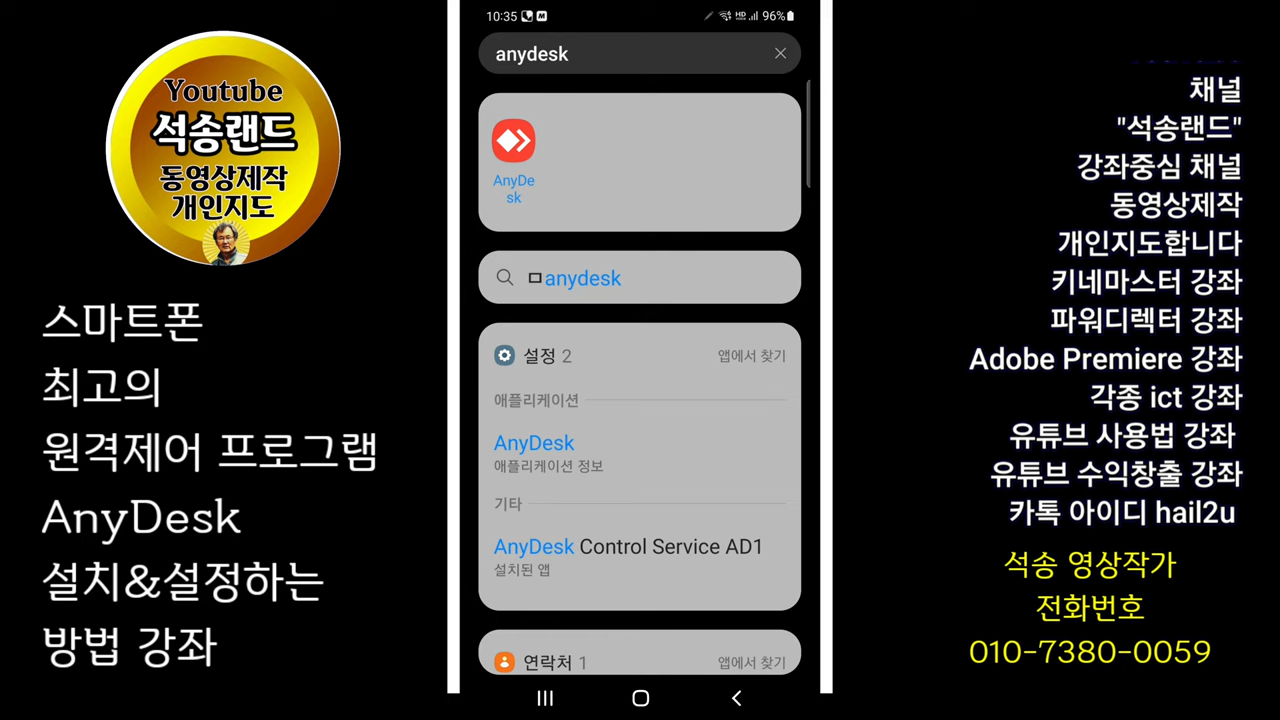 Youtube
석송랜드
동영상제작
개인지도
스마트폰
최고의
원격제어 프로그램
AnyDesk
설치&설정하는
방법 강좌
10:35
96%
anydesk
AnyDe
sk
ㅁanydesk
설정 2
앱에서 찾기
애플리케이션
AnyDesk
애플리케이션 정보
기타
AnyDesk Control Service AD1
설치된 앱
연락처 1
앱에서 찾기
채널
"석송랜드"
강좌중심 채널
동영상제작
개인지도합니다
키네마스터 강좌
파워디렉터 강좌
Adobe Premiere 강좌
각종 ict 강좌
유튜브 사용법 강좌
유튜브 수익창출 강좌
카톡 아이디 hail2u
석송 영상작가
전화번호
010-7380-0059